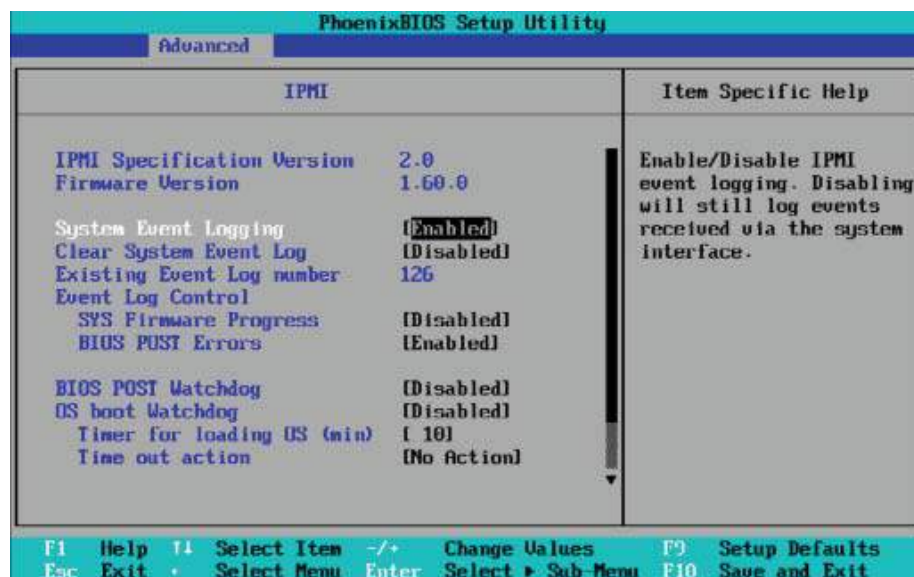 PhoenixBIOS Setup Utility
Advanced
IPMI
IPMI Specification Version 2.0
Firmware Version 1.60.0
System Event Logging [Enabled]
Clear System Event Log [Disabled]
Existing Event Log number 126
Event Log Control
SYS Firmware Progress [Disabled]
BIOS POST Errors [Enabled]
BIOS POST Watchdog [Disabled]
OS boot Watchdog [Disabled]
Timer for loading OS (min) [ 10]
Time out action [No Action]
Item Specific Help
Enable/Disable IPMI
event logging. Disabling
will still log events
received via the system
interface.
F1 Help ↑↓ Select Item -/+ Change Values F9 Setup Defaults
Esc Exit Select Menu Enter Select ▶ Sub-Menu F10 Save and Exit